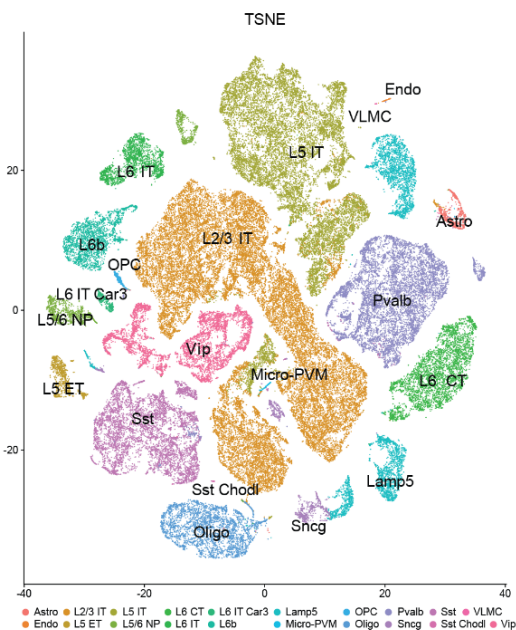 TSNE
Endo
VLMC
L5 IT
20
L6 IT
Astro
L2/3 IT
L6b
OPC
L6 IT Car3
Pvalb
0
L5/6 NP
Vip
Micro-PVM
L6 CT
L5 ET
Sst
-20
Sst Chodl
Lamp5
Oligo
Sncg
-40 -20 0 20 40
Astro L2/3 IT L5 IT L6 CT L6 IT Car3 Lamp5 OPC Pvalb Sst VLMC
Endo L5 ET L5/6 NP L6 IT L6b Micro-PVM Oligo Sncg Sst Chodl Vip